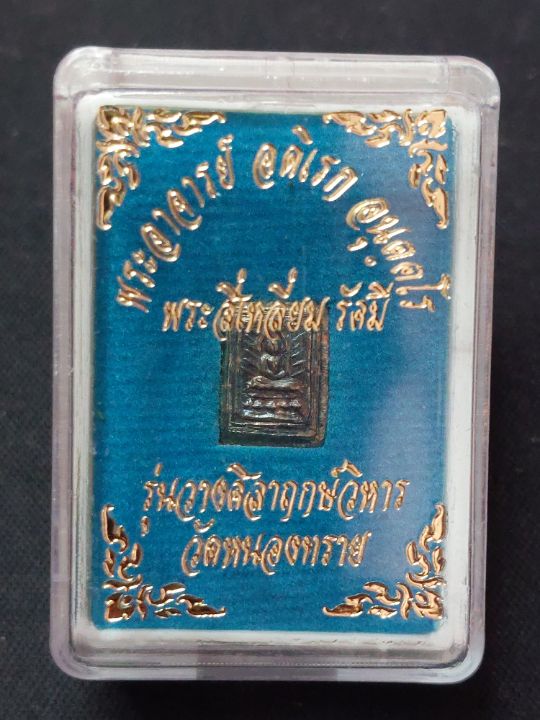 พระอาจารย์ อดิเรก อนุตฺตโร
พระสี่เหลี่ยม รัศมี
รุ่นวางศิลาฤกษ์วิหาร
วัดหนองทราย